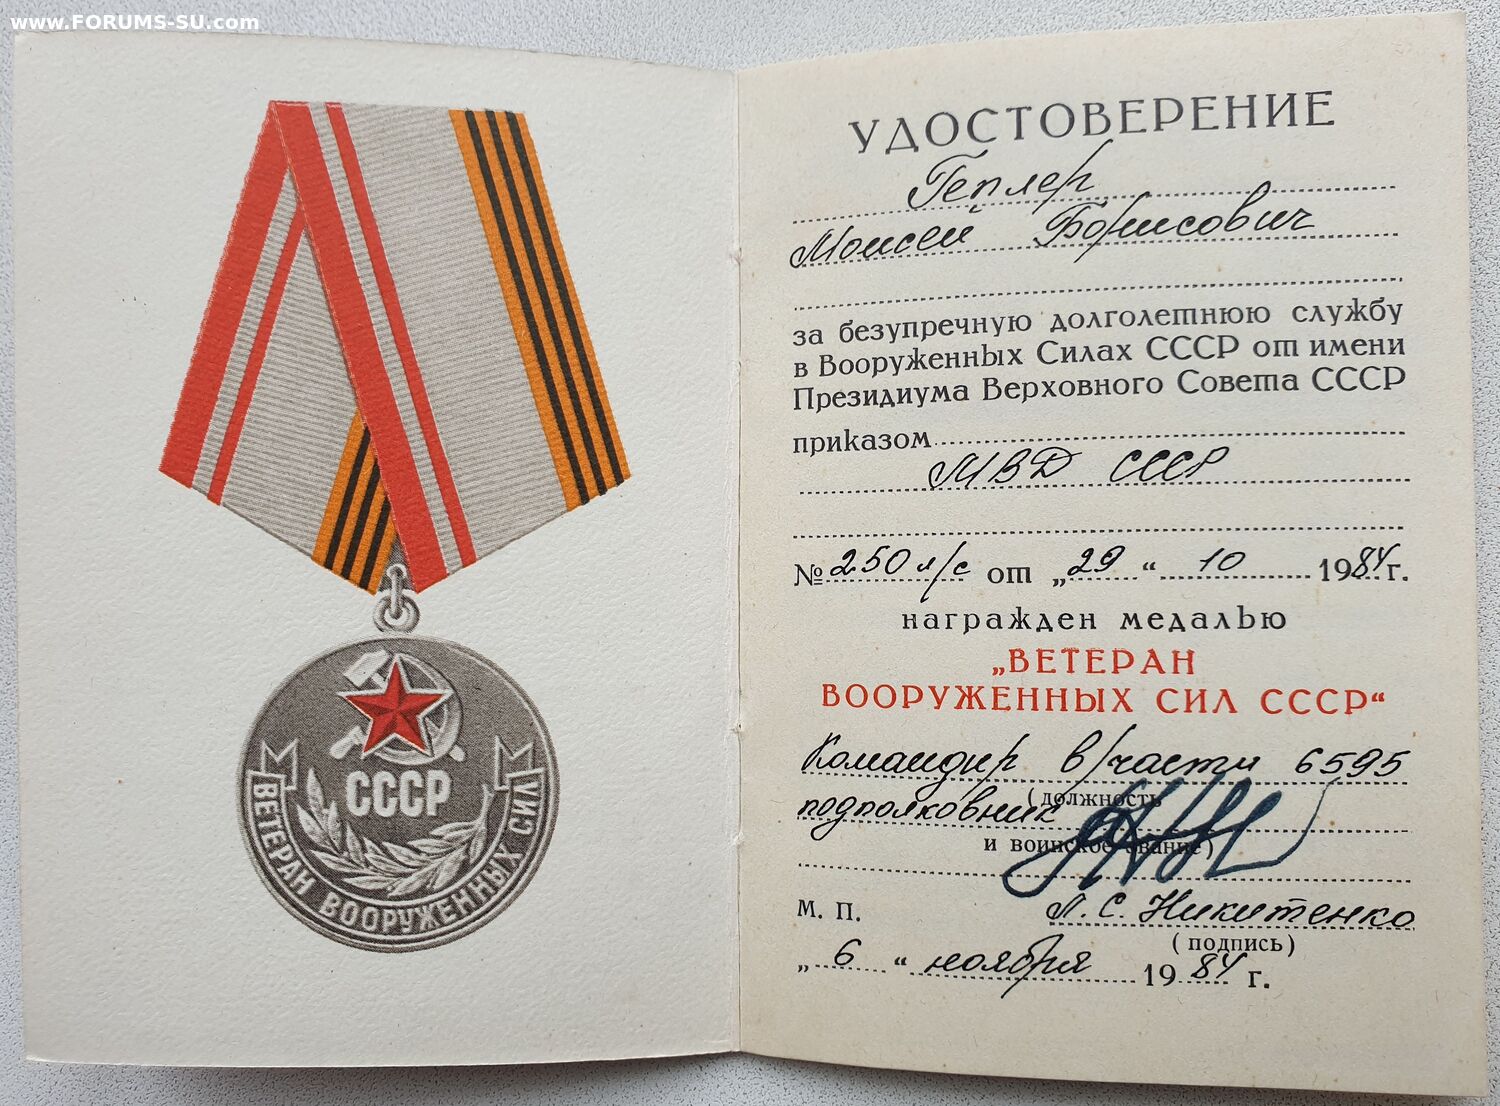 www.FORUMS-SU.com
СССР
ВЕТЕРАН ВООРУЖЕННЫХ СИЛ
УДОСТОВЕРЕНИЕ
Геплер
Моисей Борисович
за безупречную долголетнюю службу
в Вооруженных Силах СССР от имени
Президиума Верховного Совета СССР
приказом
МВД СССР
№ 250 л/с от „29“ 10 1984 г.
награжден медалью
„ВЕТЕРАН
ВООРУЖЕННЫХ СИЛ СССР“
Командир в/части 6595
(должность
подполковник
и воинское звание)
М. П. Л. С. Никитенко
(подпись)
„6“ ноября 1984 г.